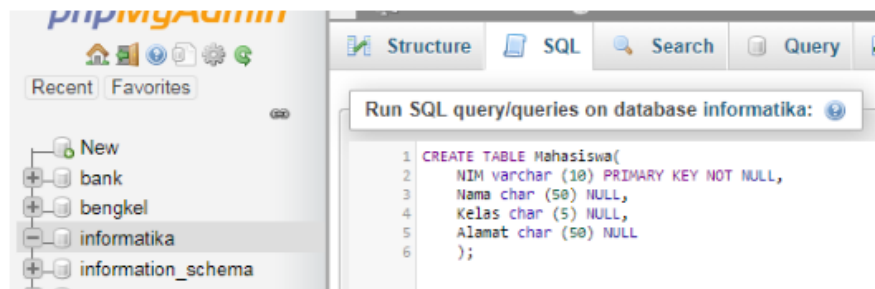 phpMyAdmin
Recent Favorites
New
bank
bengkel
informatika
information_schema
Structure SQL Search Query
Run SQL query/queries on database informatika:
1 CREATE TABLE Mahasiswa(
2 NIM varchar (10) PRIMARY KEY NOT NULL,
3 Nama char (50) NULL,
4 Kelas char (5) NULL,
5 Alamat char (50) NULL
6 );